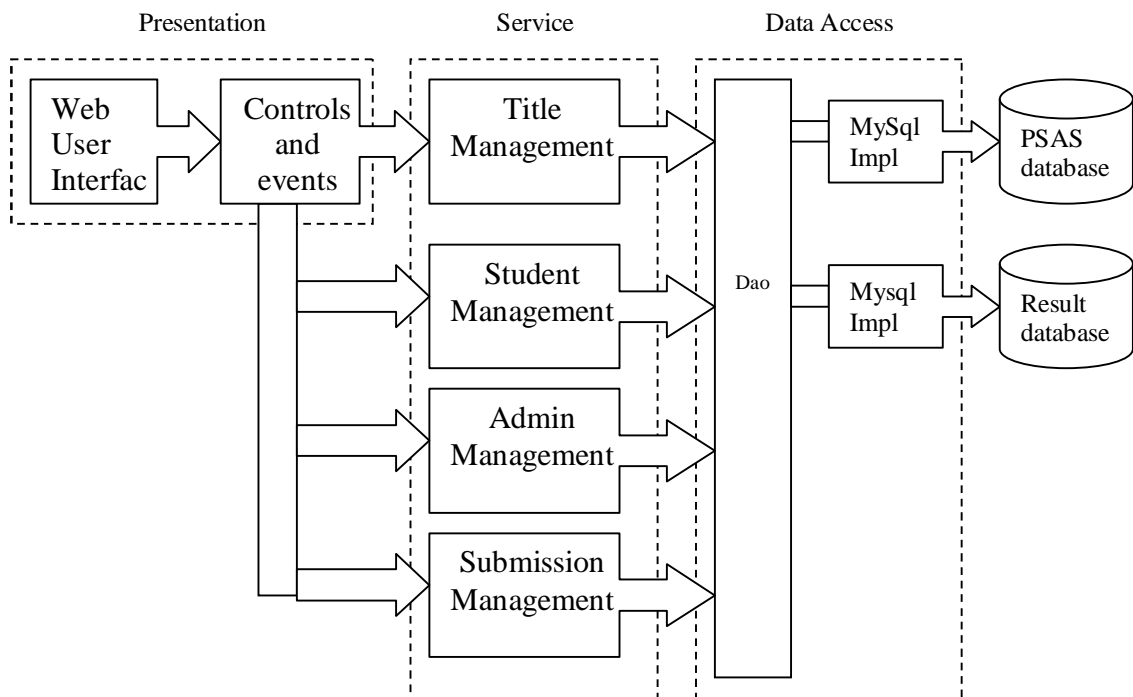 Presentation
Service
Data Access
Web
User
Interfac
Controls
and
events
Title
Management
MySql
Impl
PSAS
database
Student
Management
Dao
Mysql
Impl
Result
database
Admin
Management
Submission
Management